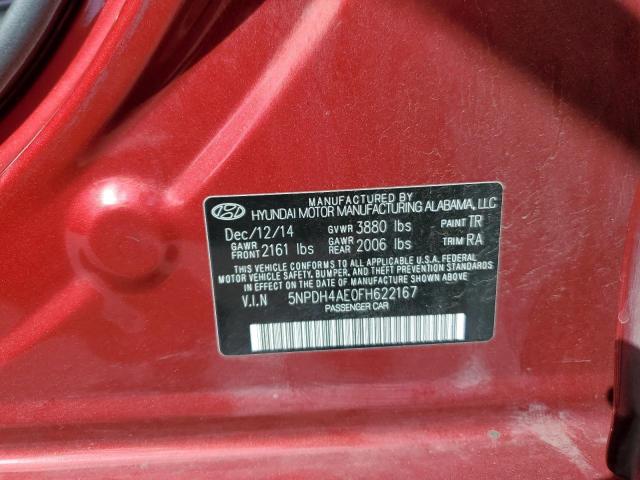 MANUFACTURED BY
HYUNDAI MOTOR MANUFACTURING ALABAMA, LLC
Dec/12/14 GVWR 3880 lbs PAINT TR
GAWR FRONT 2161 lbs GAWR REAR 2006 lbs TRIM RA
THIS VEHICLE CONFORMS TO ALL APPLICABLE U.S.A. FEDERAL
MOTOR VEHICLE SAFETY, BUMPER, AND THEFT PREVENTION
STANDARDS IN EFFECT ON THE DATE OF MANUFACTURE SHOWN ABOVE.
V.I.N 5NPDH4AE0FH622167
PASSENGER CAR